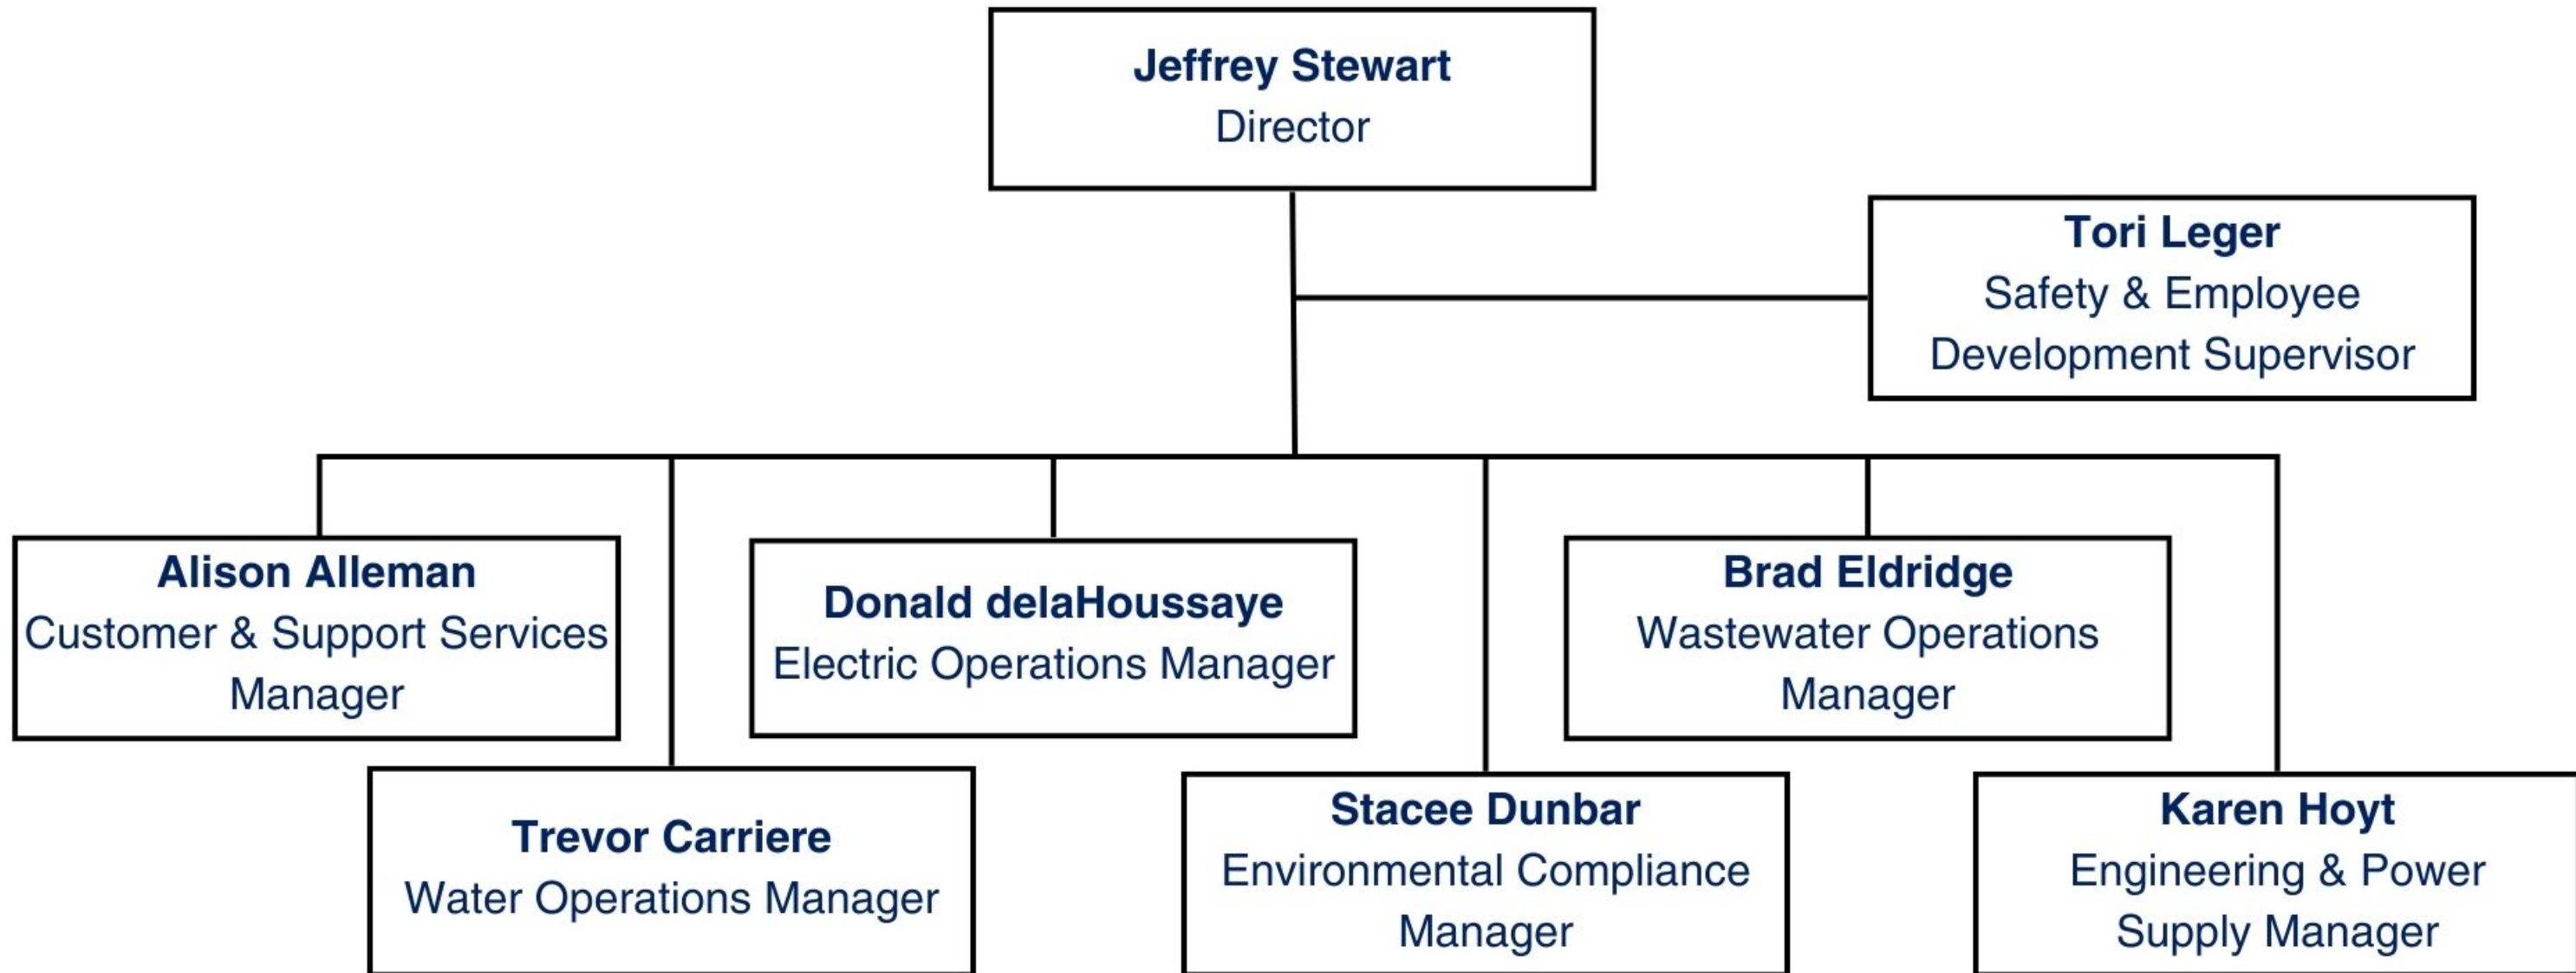 Jeffrey Stewart
Director
Tori Leger
Safety & Employee
Development Supervisor
Alison Alleman
Customer & Support Services
Manager
Donald delaHoussaye
Electric Operations Manager
Brad Eldridge
Wastewater Operations
Manager
Trevor Carriere
Water Operations Manager
Stacee Dunbar
Environmental Compliance
Manager
Karen Hoyt
Engineering & Power
Supply Manager